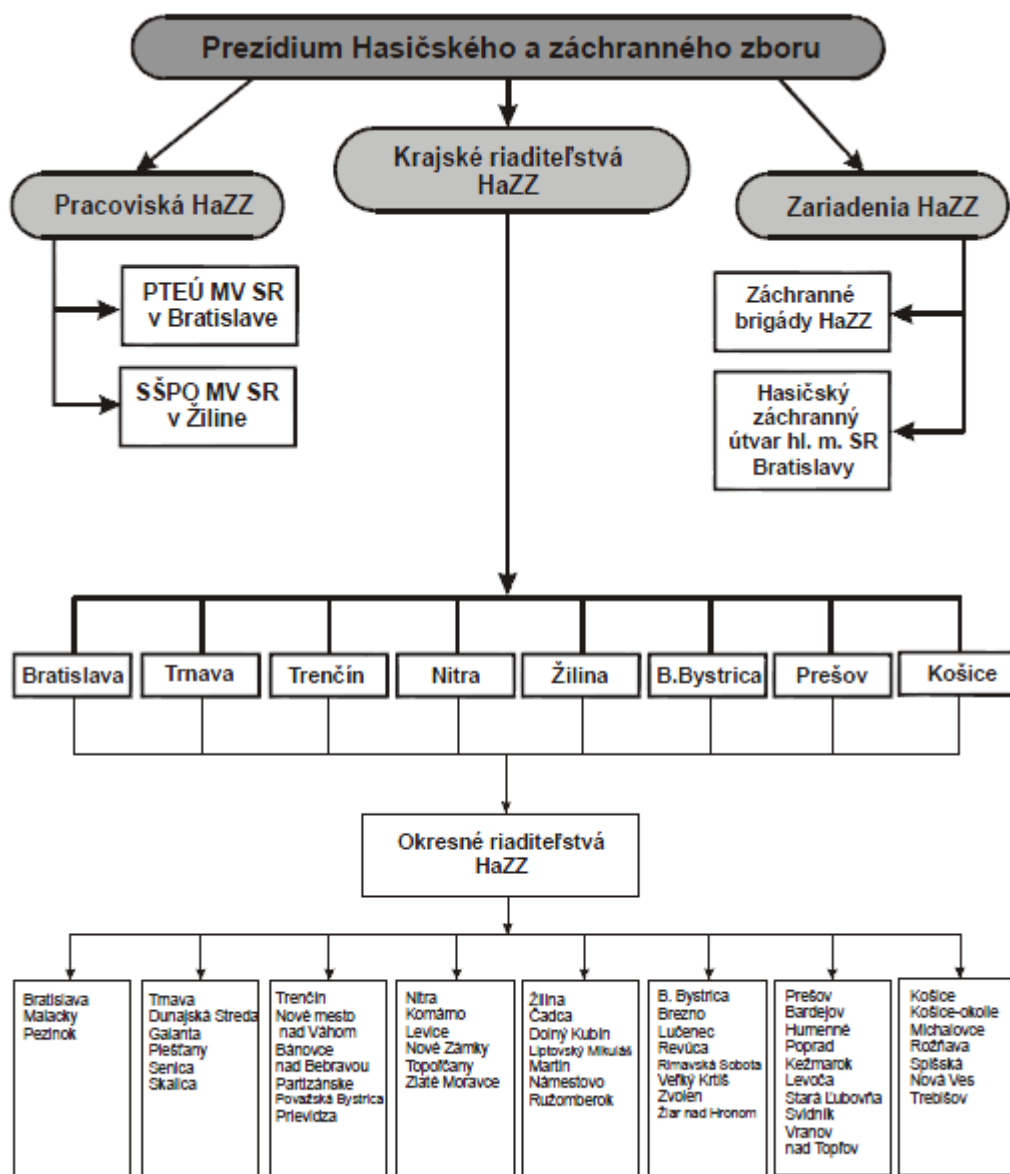 Prezídium Hasičského a záchranného zboru
Krajské riaditeľstvá
HaZZ
Pracoviská HaZZ
Zariadenia HaZZ
PTEÚ MV SR
v Bratislave
SŠPO MV SR
v Žiline
Záchranné
brigády HaZZ
Hasičský
záchranný
útvar hl. m. SR
Bratislavy
Bratislava
Trnava
Trenčín
Nitra
Žilina
B.Bystrica
Prešov
Košice
Okresné riaditeľstvá
HaZZ
Bratislava
Malacky
Pezinok
Trnava
Dunajská Streda
Galanta
Piešťany
Senica
Skalica
Trenčín
Nové mesto
nad Váhom
Bánovce
nad Bebravou
Partizánske
Považská Bystrica
Prievidza
Nitra
Komárno
Levice
Nové Zámky
Topoľčany
Zlaté Moravce
Žilina
Čadca
Dolný Kubín
Liptovský Mikuláš
Martin
Námestovo
Ružomberok
B. Bystrica
Brezno
Lučenec
Revúca
Rimavská Sobota
Veľký Krtíš
Zvolen
Žiar nad Hronom
Prešov
Bardejov
Humenné
Poprad
Kežmarok
Levoča
Stará Ľubovňa
Svidník
Vranov
nad Topľov
Košice
Košice-okolie
Michalovce
Rožňava
Spišská
Nová Ves
Trebišov